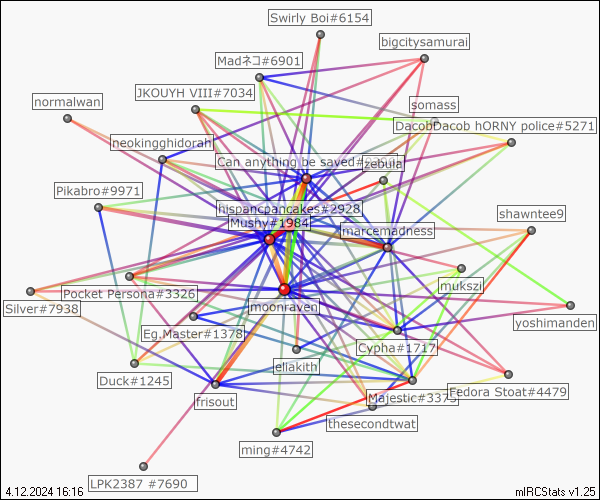 Swirly Boi#6154
bigcitysamurai
Madネコ#6901
JKOUYH VIII#7034
normalwan
somass
DacobDacob hORNY police#5271
neokingghidorah
Can anything be saved
zebula
Pikabro#9971
hispancpancakes#2928
shawntee9
Mushy#1984
marcemadness
mukszi
Pocket Persona#3326
Silver#7938
moonraven
yoshimanden
Eg.Master#1378
Cypha#1717
eliakith
Duck#1245
Fedora Stoat#4479
frisout
Majestic#3373
thesecondtwat
ming#4742
LPK2387 #7690
4.12.2024 16:16
mIRCStats v1.25